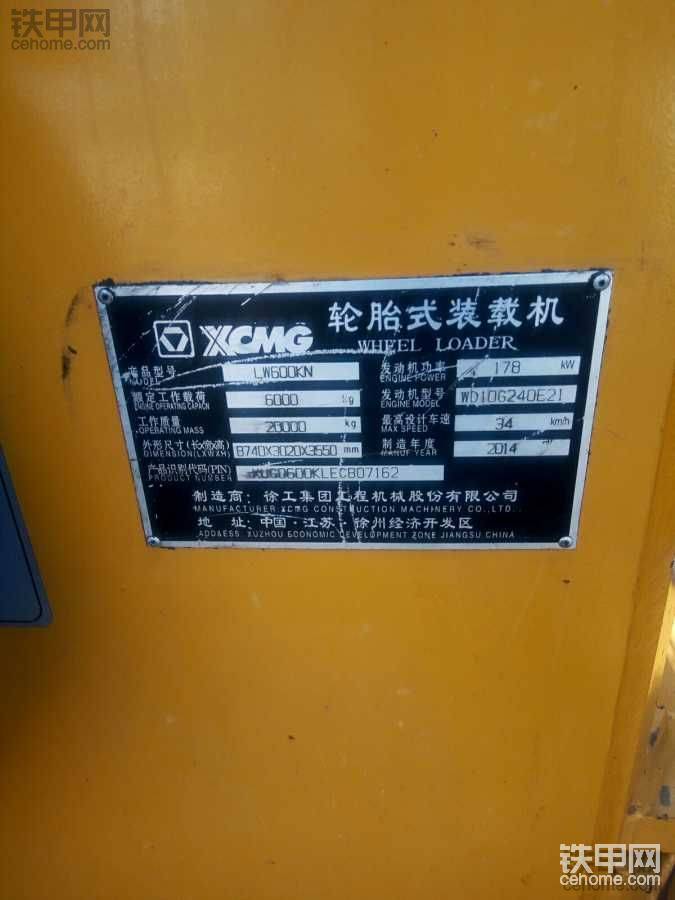 铁甲网
cehome.com
XCMG 轮胎式装载机
WHEEL LOADER
产品型号 LW600KN 发动机功率 178 kW
MODEL ENGINE POWER
额定工作载荷 6000 kg 发动机型号 WD10G240E21
ENGINE OPERATING CAPACN ENGINE MODEL
工作质量 kg 最高设计车速 34 km/h
OPERATING MASS MAX SPEED
外形尺寸(长宽高) 8740X3020X3550 mm 制造年度 2014
DIMENSION(LXWXH) MANUF YEAR
产品识别代码(PIN) 600KLECB07162
PRODUCT NUMBER
制造商：徐工集团工程机械股份有限公司
MANUFACTURER XCMG CONSTRUCTION MACHINERY CO., LTD.
地 址：中国·江苏·徐州经济开发区
ADD&ESS XUZHOU ECONOMIC DEVELOPMENT ZONE JIANGSU CHINA
铁甲网
cehome.com